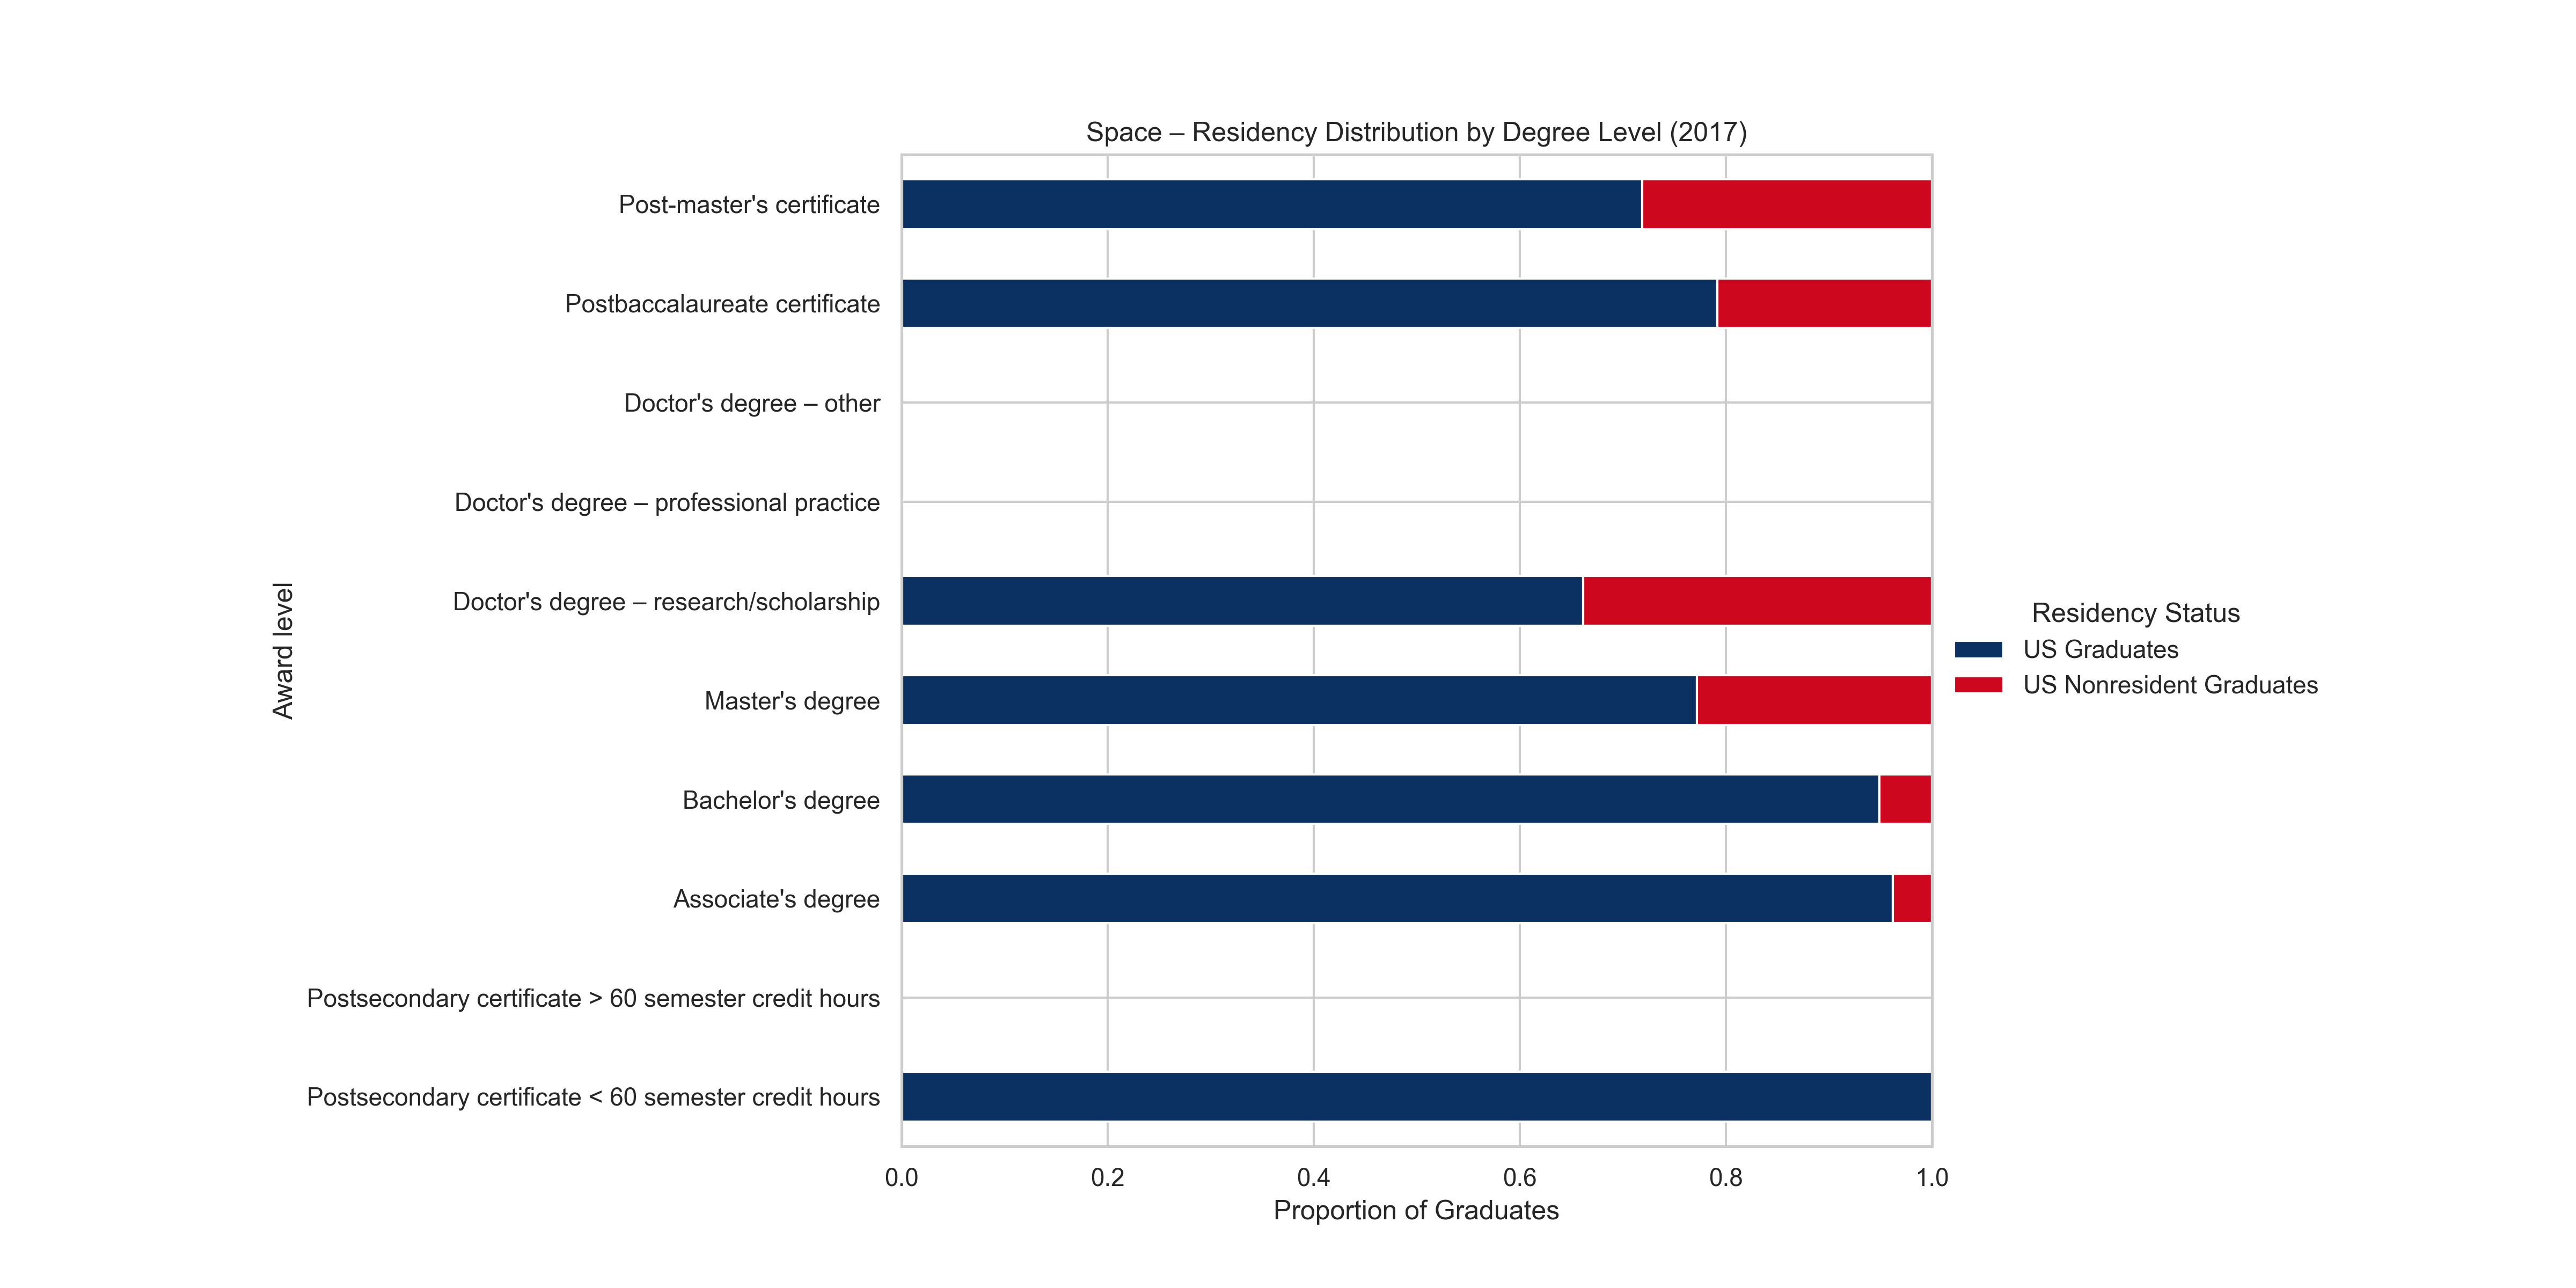 Space – Residency Distribution by Degree Level (2017)
Award level
Post-master's certificate
Postbaccalaureate certificate
Doctor's degree – other
Doctor's degree – professional practice
Doctor's degree – research/scholarship
Master's degree
Bachelor's degree
Associate's degree
Postsecondary certificate > 60 semester credit hours
Postsecondary certificate < 60 semester credit hours
0.0 0.2 0.4 0.6 0.8 1.0
Proportion of Graduates
Residency Status
US Graduates
US Nonresident Graduates